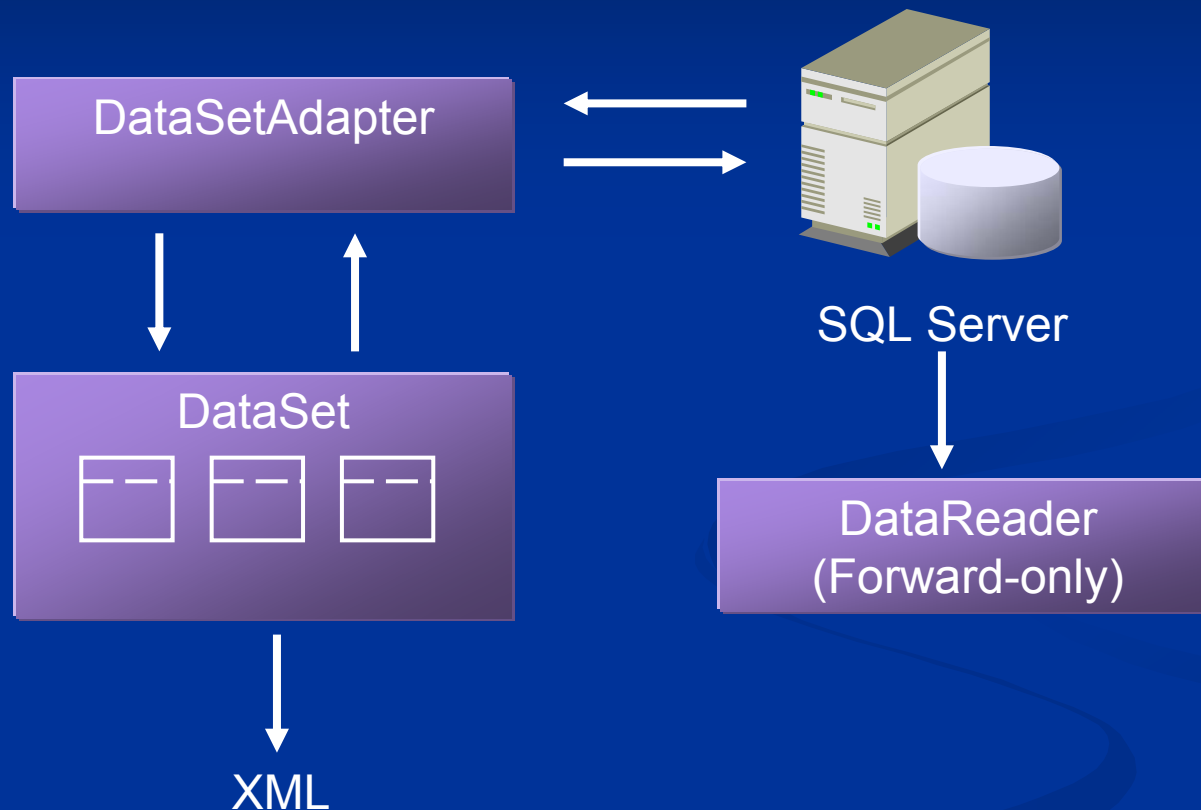 DataSetAdapter
SQL Server
DataSet
DataReader
(Forward-only)
XML